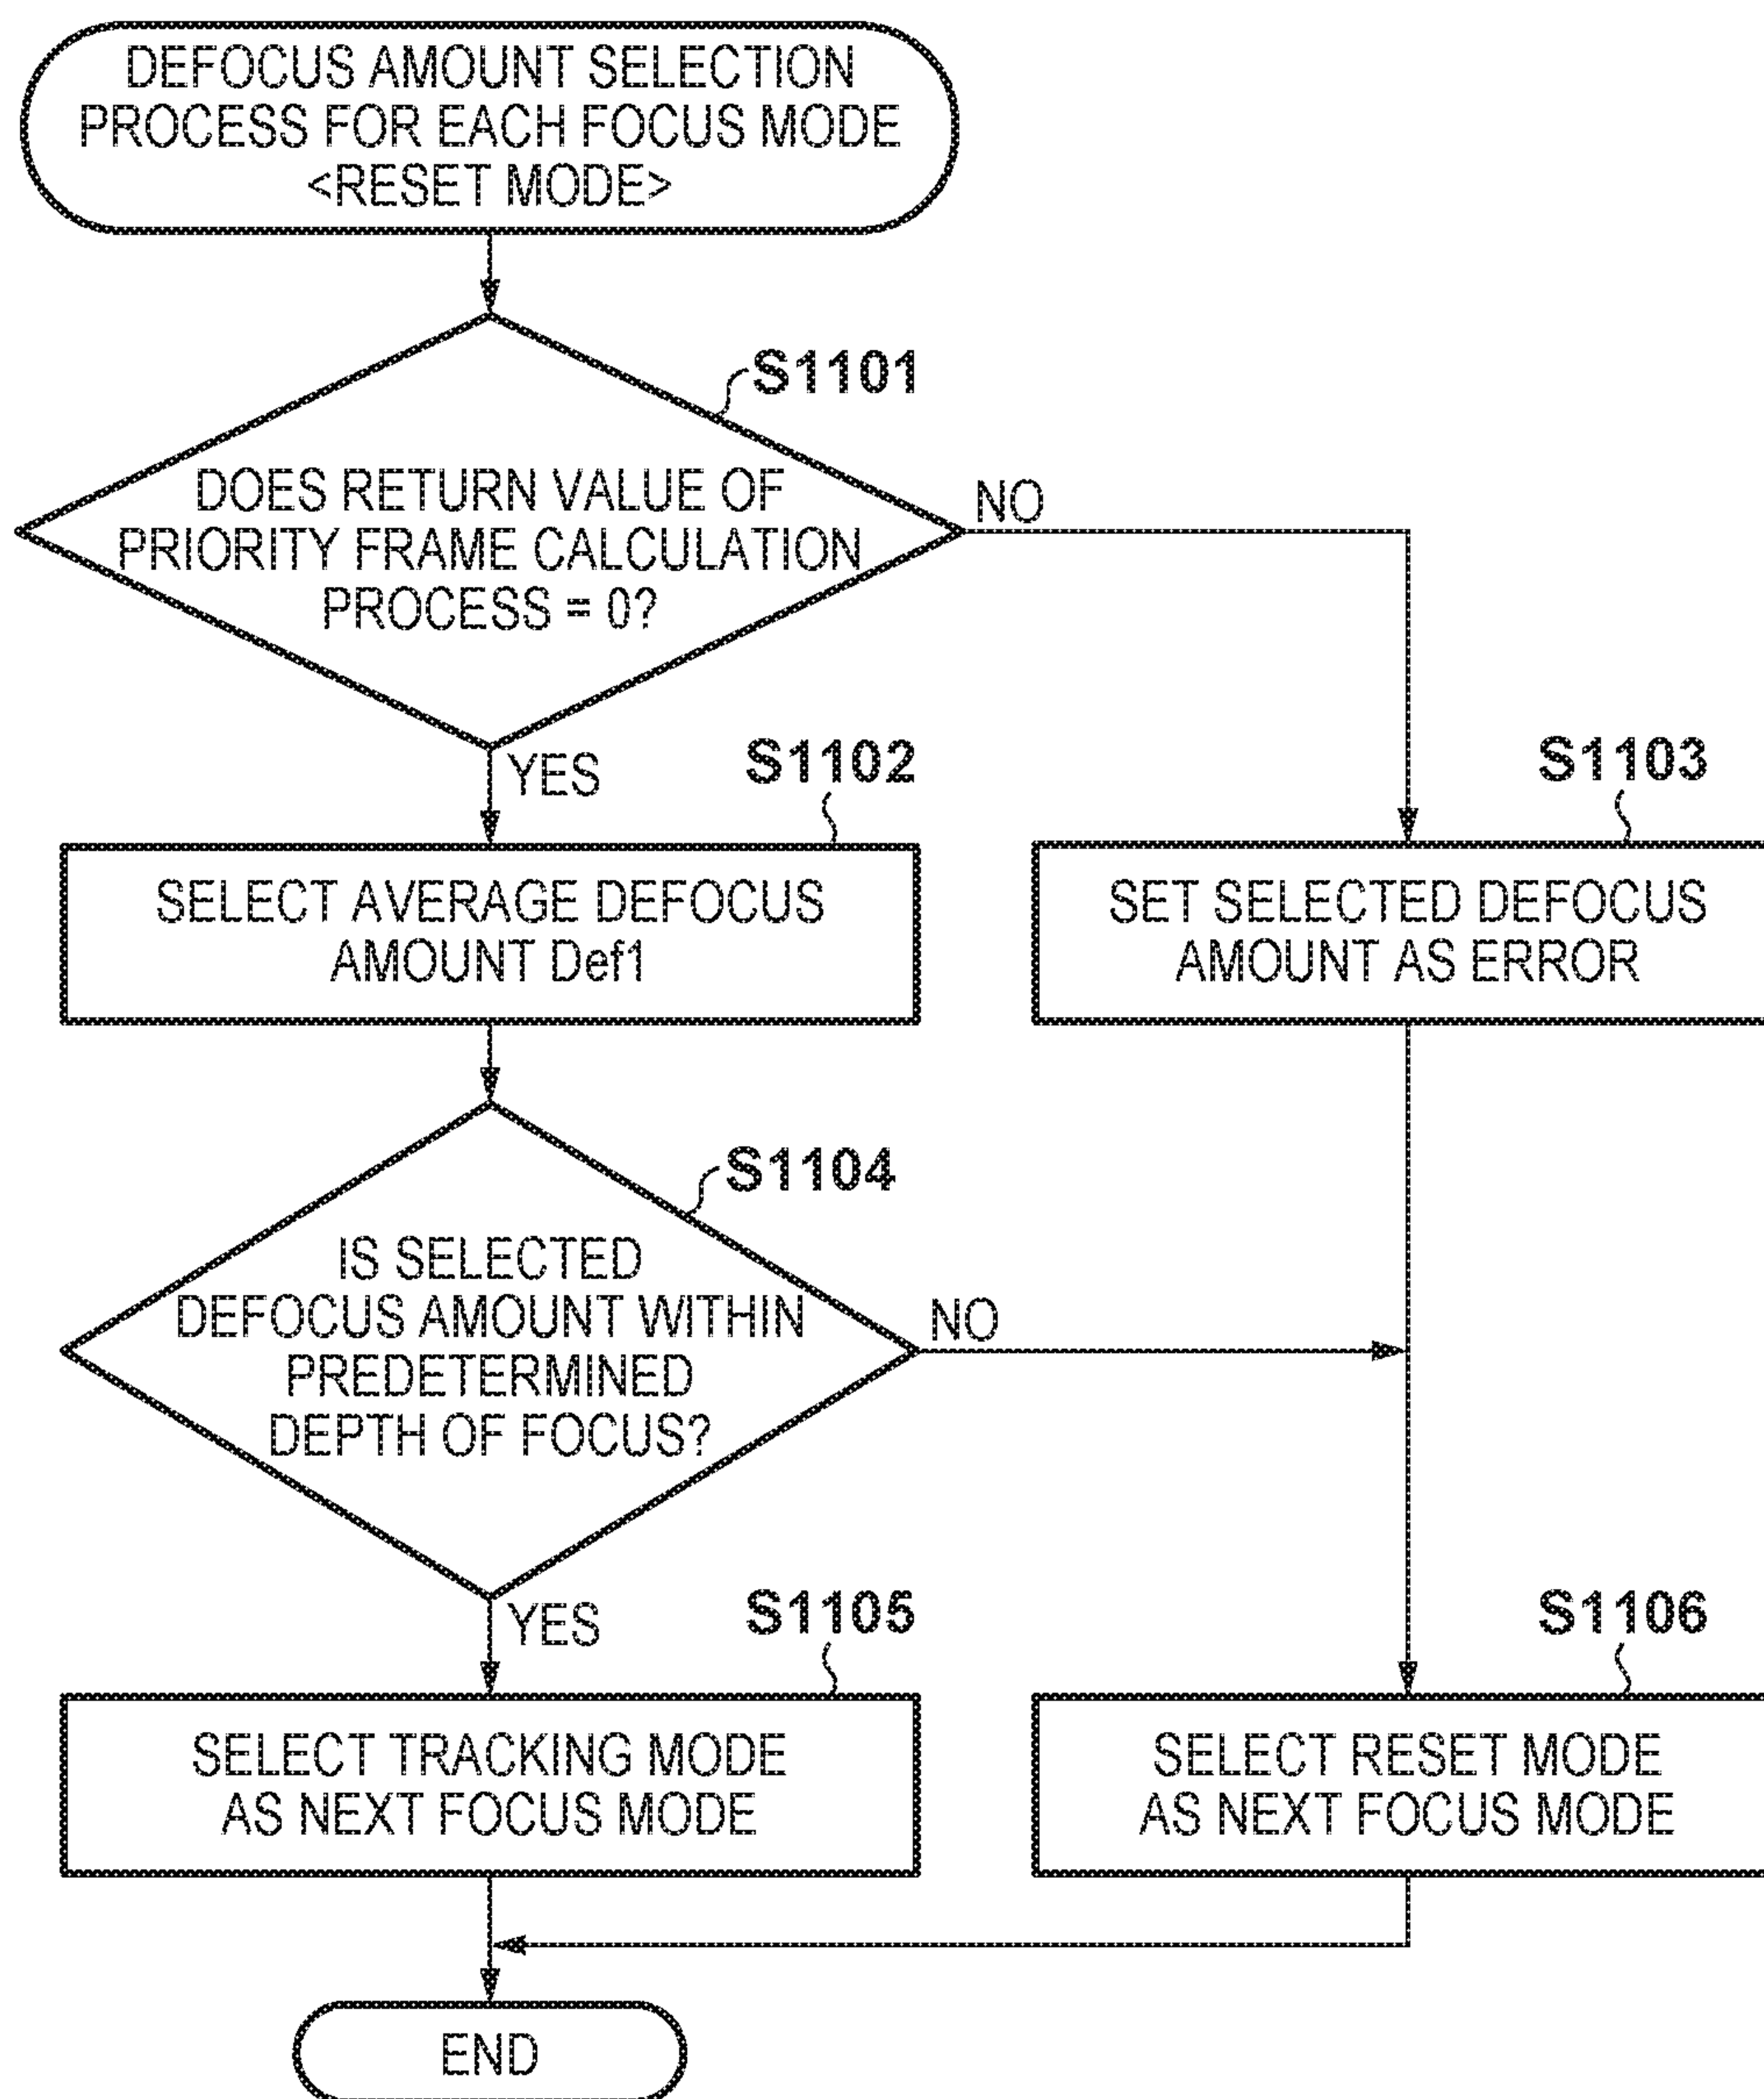 DEFOCUS AMOUNT SELECTION
PROCESS FOR EACH FOCUS MODE
<RESET MODE>
S1101
DOES RETURN VALUE OF
PRIORITY FRAME CALCULATION
PROCESS = 0?
NO
YES
S1102
S1103
SELECT AVERAGE DEFOCUS
AMOUNT Def1
SET SELECTED DEFOCUS
AMOUNT AS ERROR
S1104
IS SELECTED
DEFOCUS AMOUNT WITHIN
PREDETERMINED
DEPTH OF FOCUS?
NO
YES
S1105
S1106
SELECT TRACKING MODE
AS NEXT FOCUS MODE
SELECT RESET MODE
AS NEXT FOCUS MODE
END